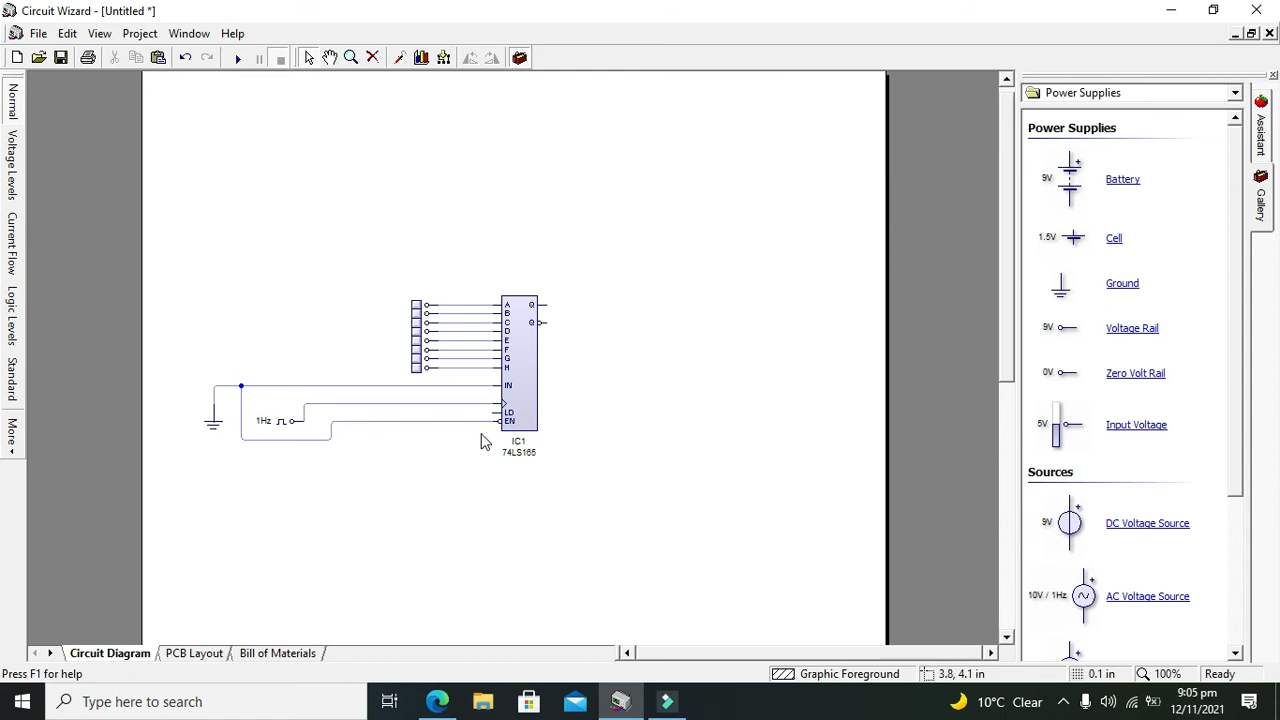 Circuit Wizard - [Untitled *]
File Edit View Project Window Help
Normal
Voltage Levels
Current Flow
Logic Levels
Standard
More
A Q
B
C Q
D
E
F
G
H
IN
LD
EN
1Hz
IC1
74LS165
Power Supplies
Power Supplies
9V Battery
1.5V Cell
Ground
9V Voltage Rail
0V Zero Volt Rail
5V Input Voltage
Sources
9V DC Voltage Source
10V / 1Hz AC Voltage Source
Assistant
Gallery
Circuit Diagram PCB Layout Bill of Materials
Press F1 for help Graphic Foreground 3.8, 4.1 in 0.1 in 100% Ready
Type here to search
10°C Clear
9:05 pm
12/11/2021